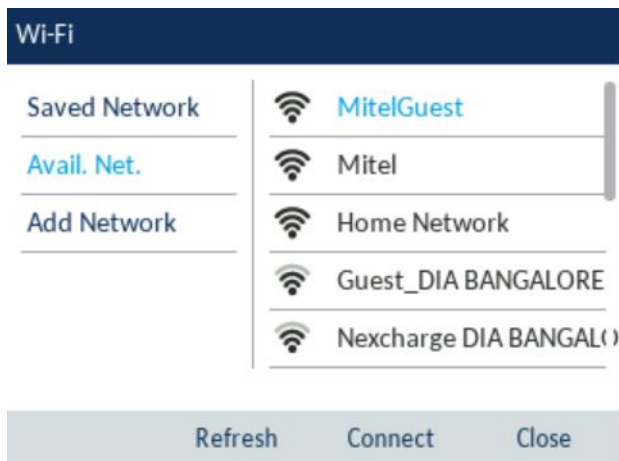 Wi-Fi
Saved Network
Avail. Net.
Add Network
MitelGuest
Mitel
Home Network
Guest_DIA BANGALORE
Nexcharge DIA BANGALO
Refresh Connect Close